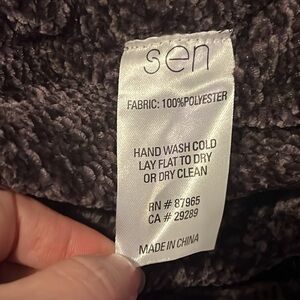 sen
FABRIC: 100%POLYESTER
HAND WASH COLD
LAY FLAT TO DRY
OR DRY CLEAN
RN # 87965
CA # 29289
MADE IN CHINA